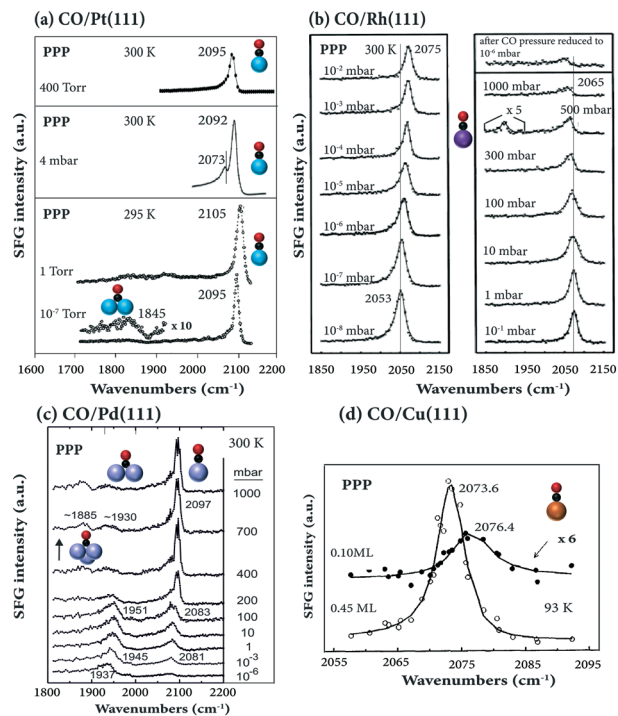 (a) CO/Pt(111)
PPP 300 K 2095
400 Torr
PPP 300 K 2092
4 mbar 2073
PPP 295 K 2105
1 Torr
2095
10-7 Torr 1845
x 10
1600 1700 1800 1900 2000 2100 2200
Wavenumbers (cm-1)
SFG intensity (a.u.)
(b) CO/Rh(111)
PPP 300 K 2075
10-2 mbar
10-3 mbar
10-4 mbar
10-5 mbar
10-6 mbar
10-7 mbar
2053
10-8 mbar
1850 1950 2050 2150
SFG intensity (a.u.)
after CO pressure reduced to
10-6 mbar
1000 mbar 2065
x 5 500 mbar
300 mbar
100 mbar
10 mbar
1 mbar
10-1 mbar
1850 1950 2050 2150
Wavenumbers (cm-1)
(c) CO/Pd(111)
PPP 300 K
mbar
1000
2097
~1885 ~1930 700
400
200
1951 2083 100
10
1
1945 2081 10-3
1937 10-6
1800 1900 2000 2100 2200
Wavenumbers (cm-1)
SFG intensity (a.u.)
(d) CO/Cu(111)
PPP 2073.6
2076.4
x 6
0.10ML
0.45 ML 93 K
2055 2065 2075 2085 2095
Wavenumbers (cm-1)
SFG intensity (a.u.)